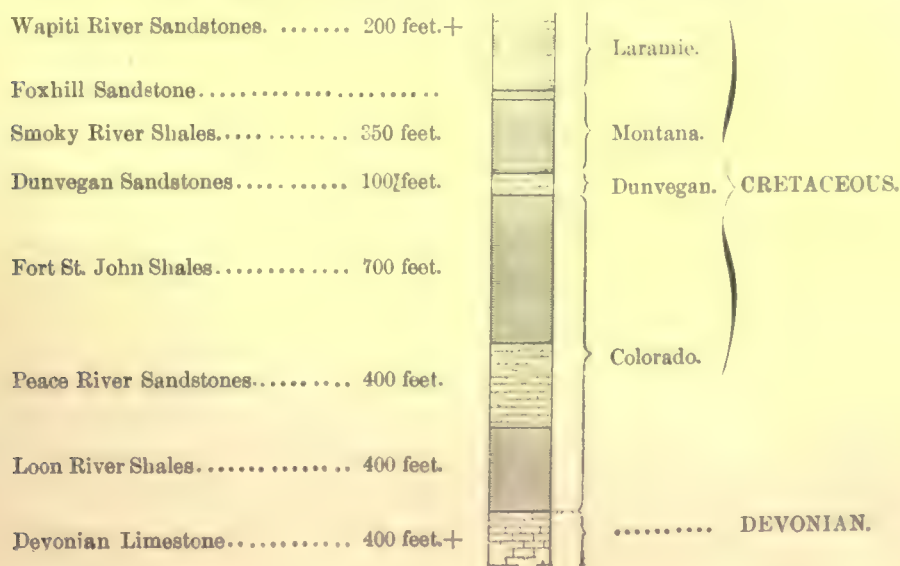 Wapiti River Sandstones. ....... 200 feet.+
Laramie.
Foxhill Sandstone......................
Smoky River Shales............. 350 feet.
Montana.
Dunvegan Sandstones........... 100 feet.
Dunvegan.
CRETACEOUS.
Fort St. John Shales............. 700 feet.
Colorado.
Peace River Sandstones.......... 400 feet.
Loon River Shales............... 400 feet.
.......... DEVONIAN.
Devonian Limestone............ 400 feet.+